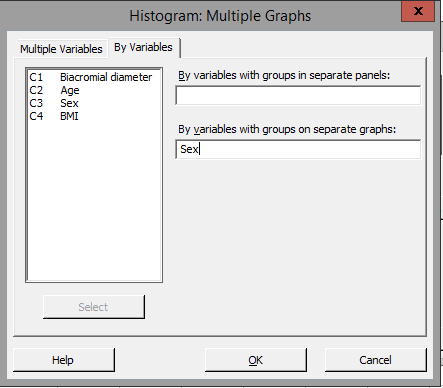 Histogram: Multiple Graphs
x
Multiple Variables By Variables
C1 Biacromial diameter
C2 Age
C3 Sex
C4 BMI
By variables with groups in separate panels:
By variables with groups on separate graphs:
Sex
Select
Help OK Cancel